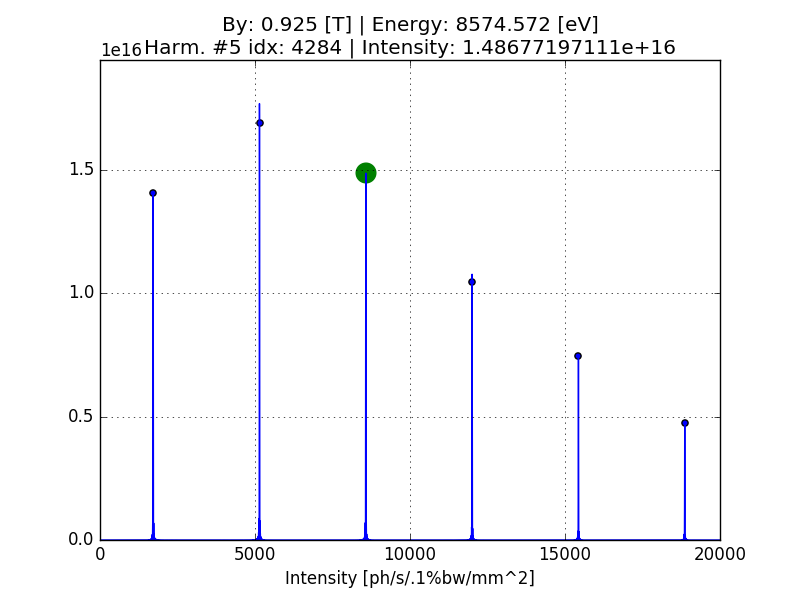 By: 0.925 [T] | Energy: 8574.572 [eV]
Harm. #5 idx: 4284 | Intensity: 1.48677197111e+16
1e16
1.5
1.0
0.5
0.0
0 5000 10000 15000 20000
Intensity [ph/s/.1%bw/mm^2]